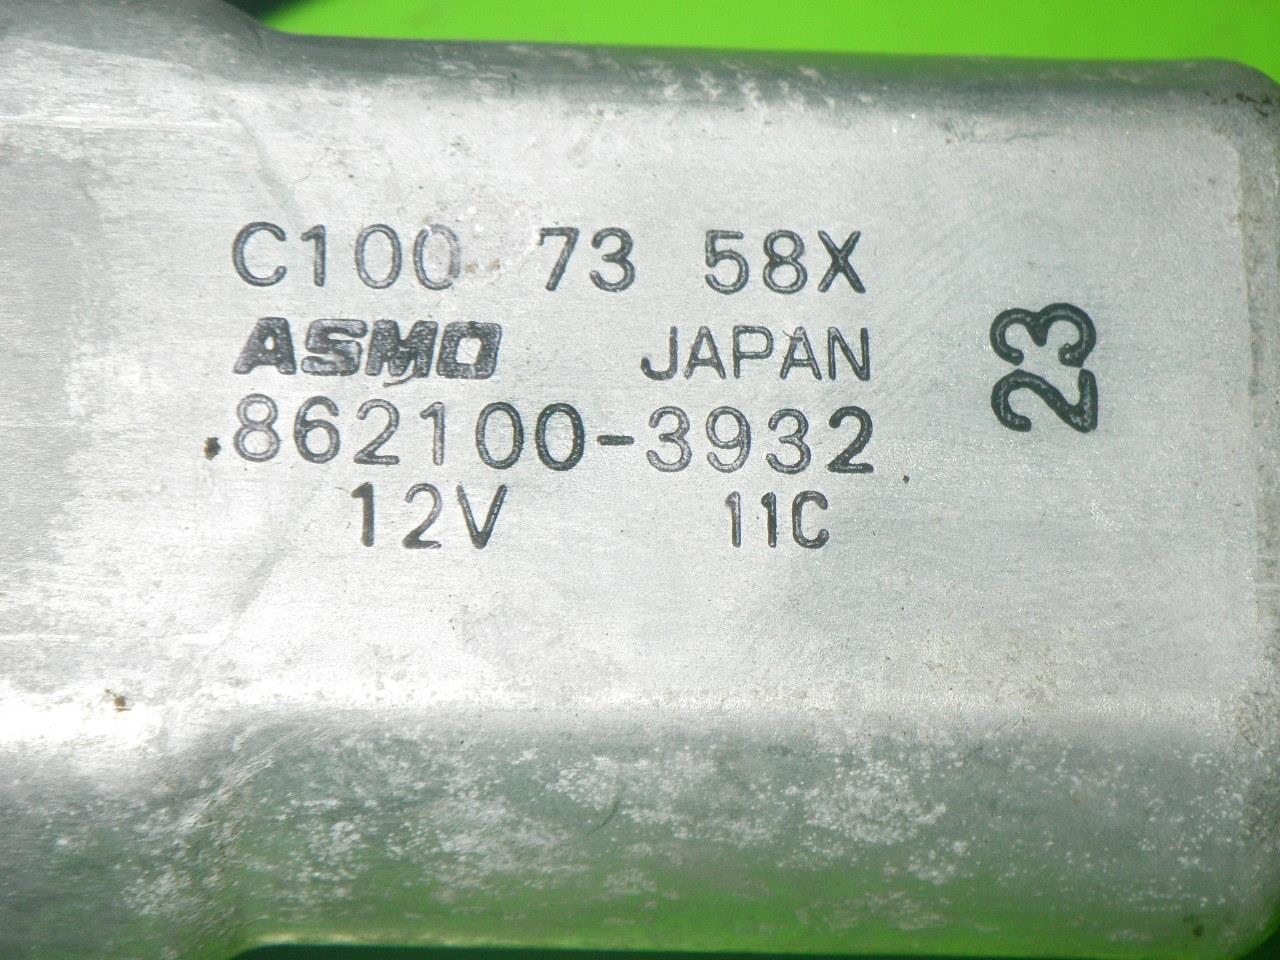 C100 73 58X
ASMO JAPAN
862100-3932
12V 11C
23